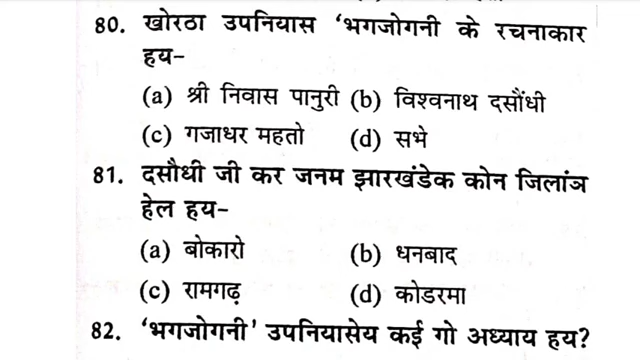 80. खोरठा उपनियास ‘भगजोगनी के रचनाकार
हय–
(a) श्री निवास पानुरी (b) विश्वनाथ दसौंधी
(c) गजाधर महतो (d) सभे
81. दसौधी जी कर जनम झारखंडेक कोन जिलांञ
हेल हय–
(a) बोकारो (b) धनबाद
(c) रामगढ़ (d) कोडरमा
82. ‘भगजोगनी’ उपनियासेय कई गो अध्याय हय?